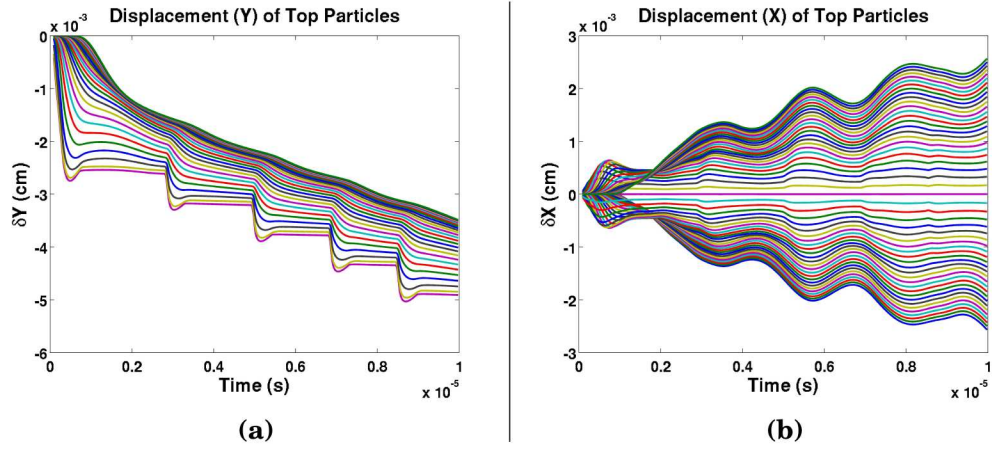 Displacement (Y) of Top Particles
x 10⁻³
0
-1
-2
-3
-4
-5
-6
δY (cm)
0 0.2 0.4 0.6 0.8 1
Time (s)
x 10⁻⁵
(a)
Displacement (X) of Top Particles
x 10⁻³
3
2
1
0
-1
-2
-3
δX (cm)
0 0.2 0.4 0.6 0.8 1
Time (s)
x 10⁻⁵
(b)